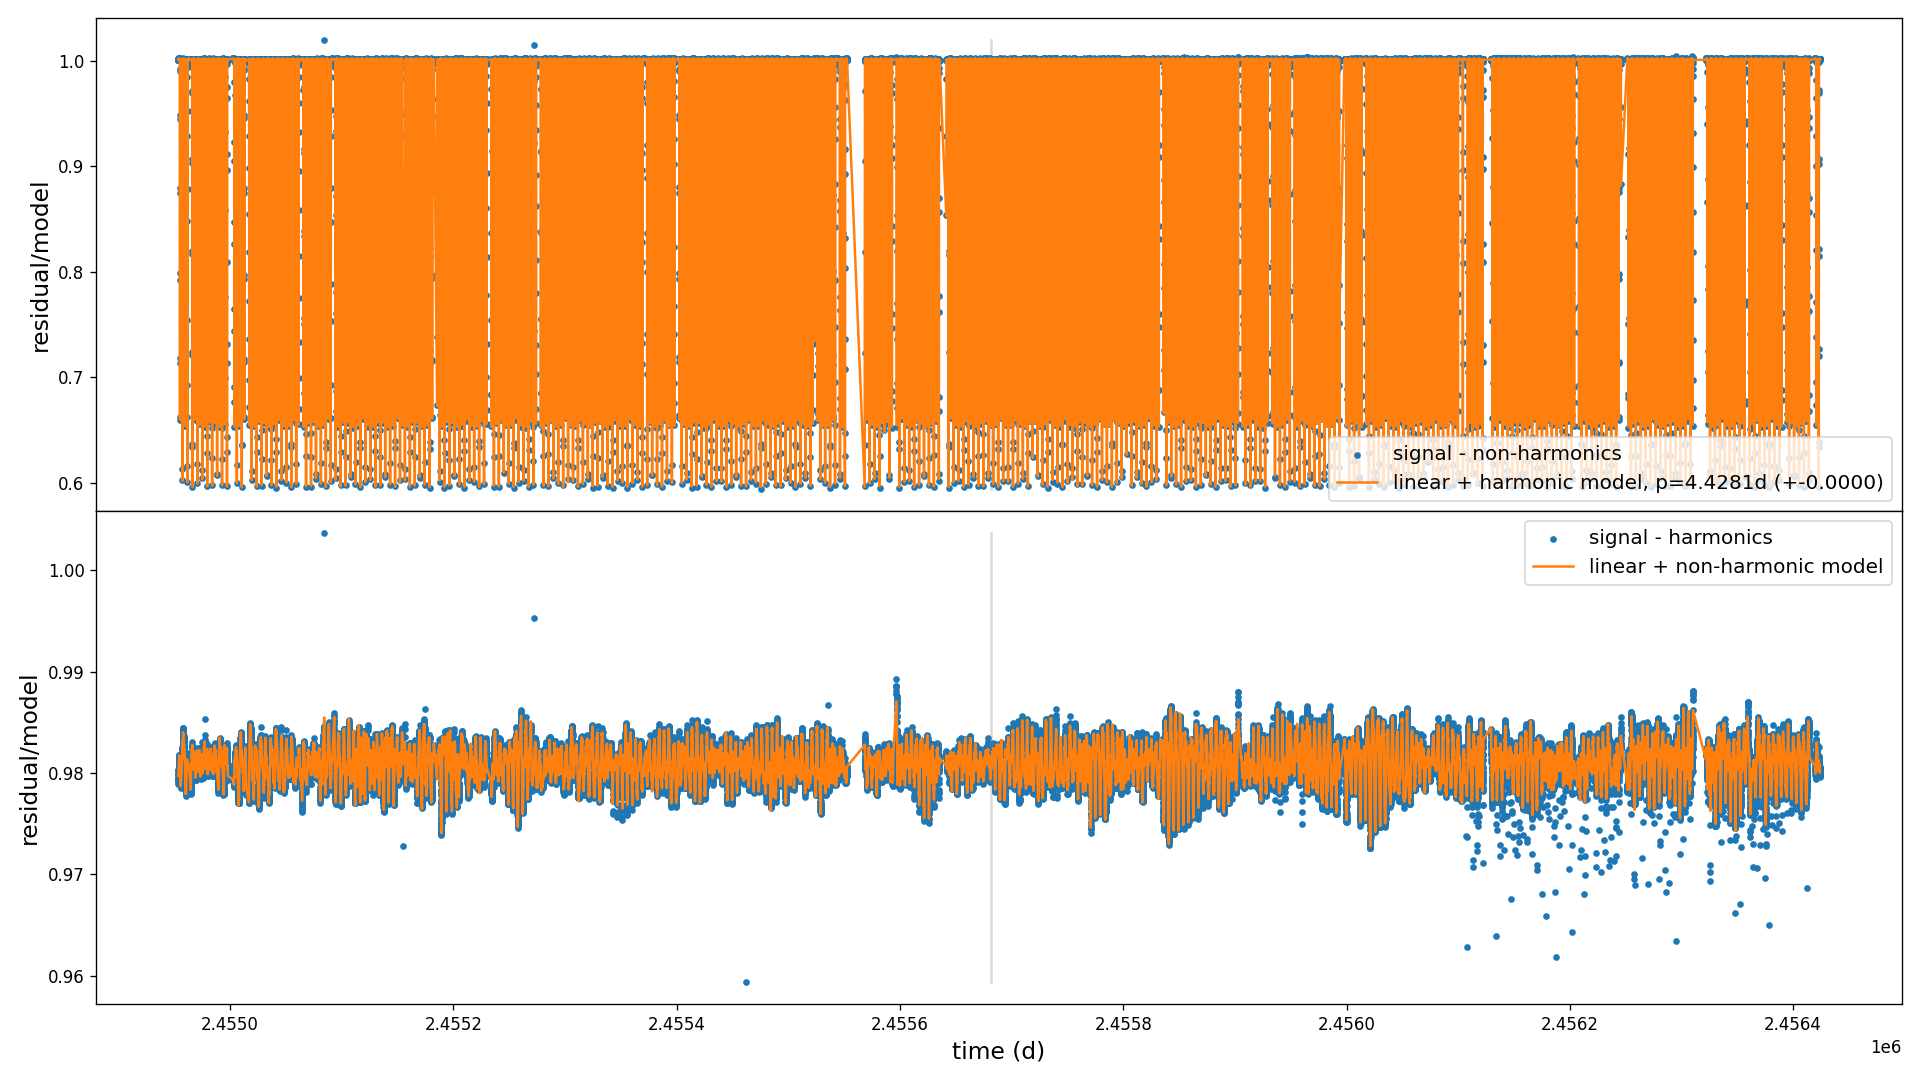 1.0
0.9
0.8
0.7
0.6
residual/model
signal - non-harmonics
linear + harmonic model, p=4.4281d (+-0.0000)
signal - harmonics
linear + non-harmonic model
1.00
0.99
0.98
0.97
0.96
residual/model
2.4550 2.4552 2.4554 2.4556 2.4558 2.4560 2.4562 2.4564
1e6
time (d)